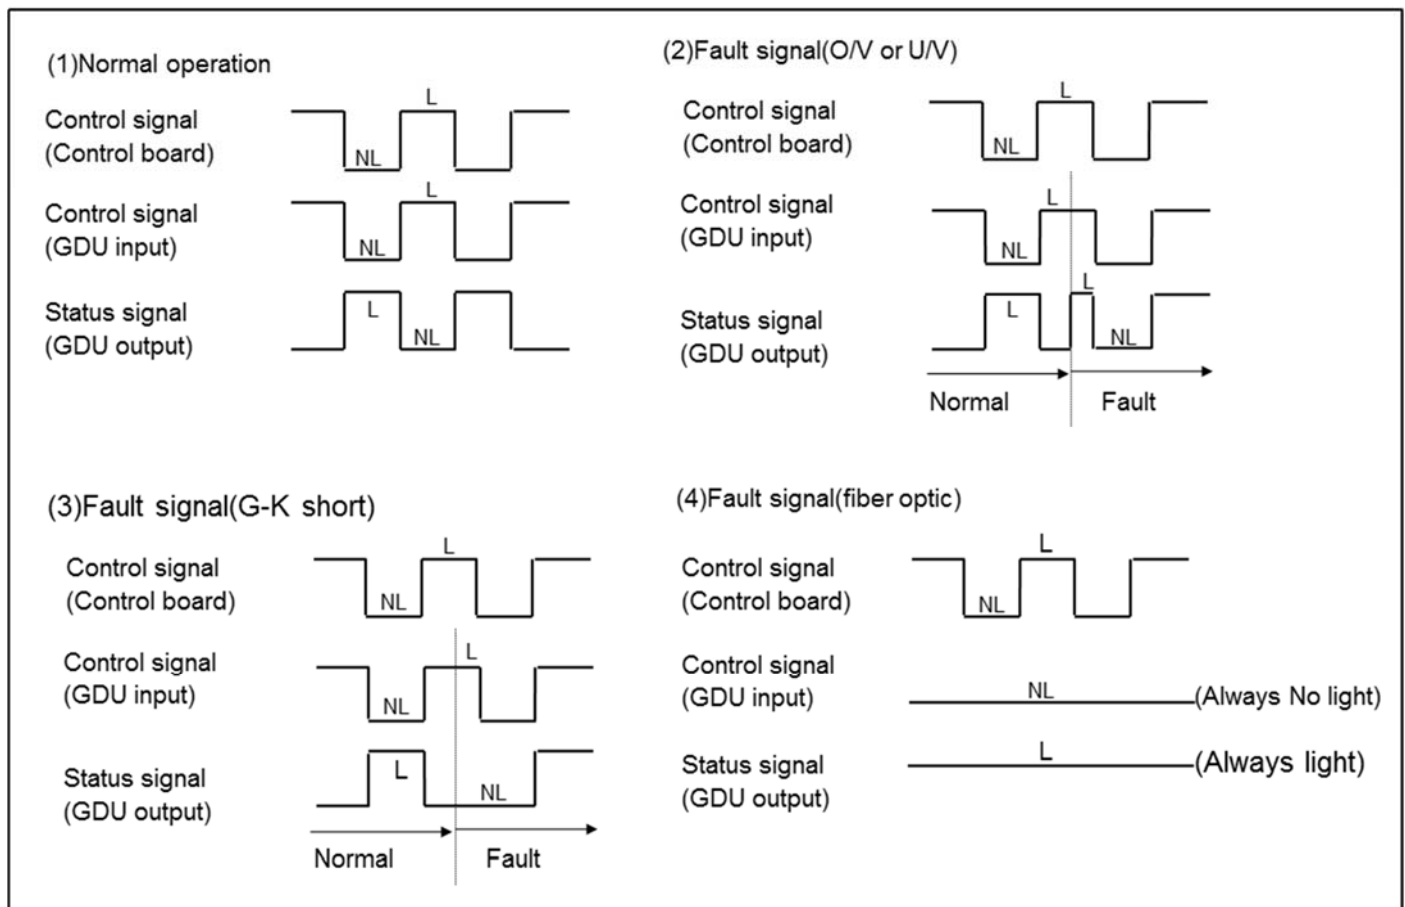 (1)Normal operation
Control signal
(Control board)
L
NL
Control signal
(GDU input)
L
NL
Status signal
(GDU output)
L
NL
(2)Fault signal(O/V or U/V)
Control signal
(Control board)
L
NL
Control signal
(GDU input)
L
NL
Status signal
(GDU output)
L
L
NL
Normal
Fault
(3)Fault signal(G-K short)
Control signal
(Control board)
L
NL
Control signal
(GDU input)
L
NL
Status signal
(GDU output)
L
NL
Normal
Fault
(4)Fault signal(fiber optic)
Control signal
(Control board)
L
NL
Control signal
(GDU input)
NL
(Always No light)
Status signal
(GDU output)
L
(Always light)